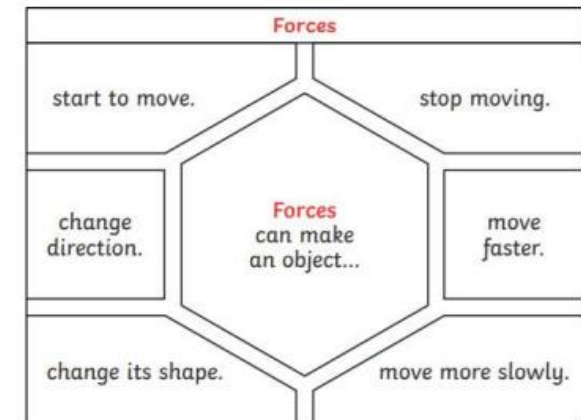 Forces
start to move.
stop moving.
change
direction.
Forces
can make
an object...
move
faster.
change its shape.
move more slowly.